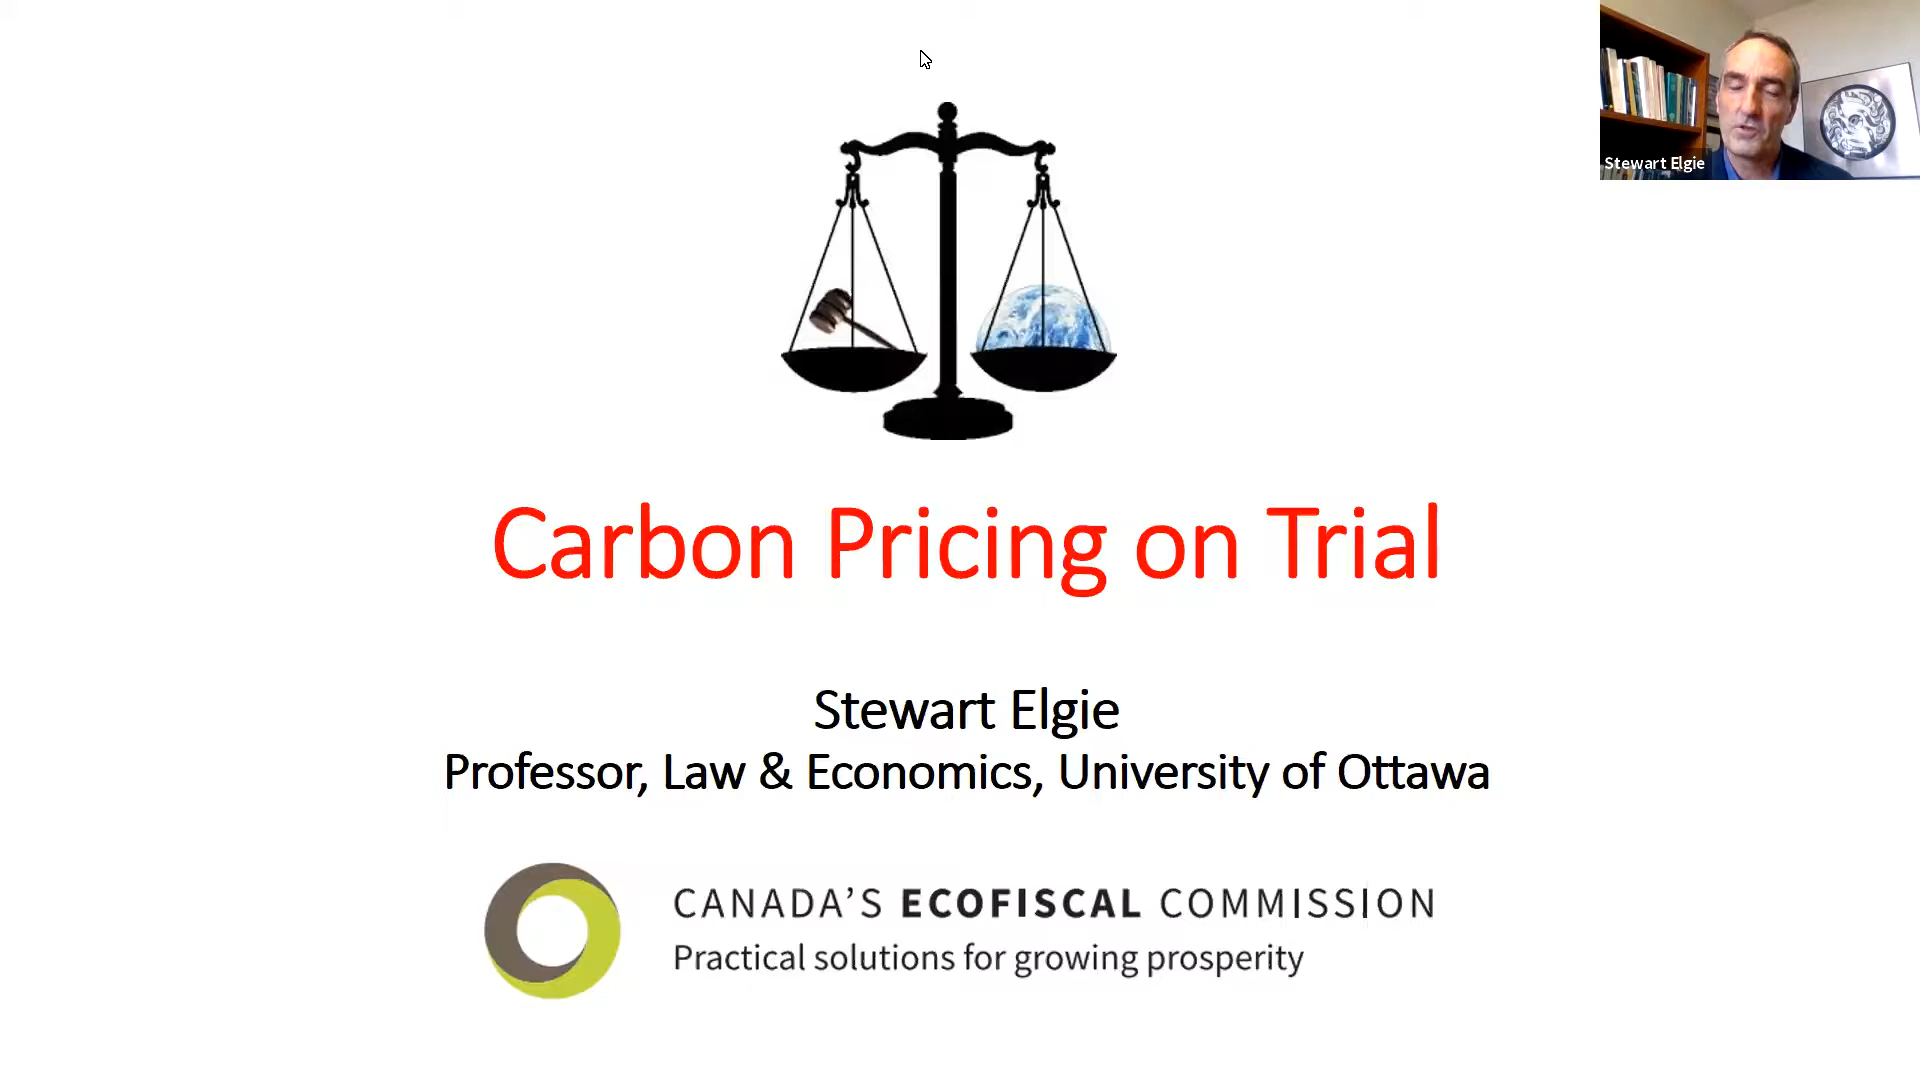 Stewart Elgie
Carbon Pricing on Trial
Stewart Elgie
Professor, Law & Economics, University of Ottawa
CANADA’S ECOFISCAL COMMISSION
Practical solutions for growing prosperity